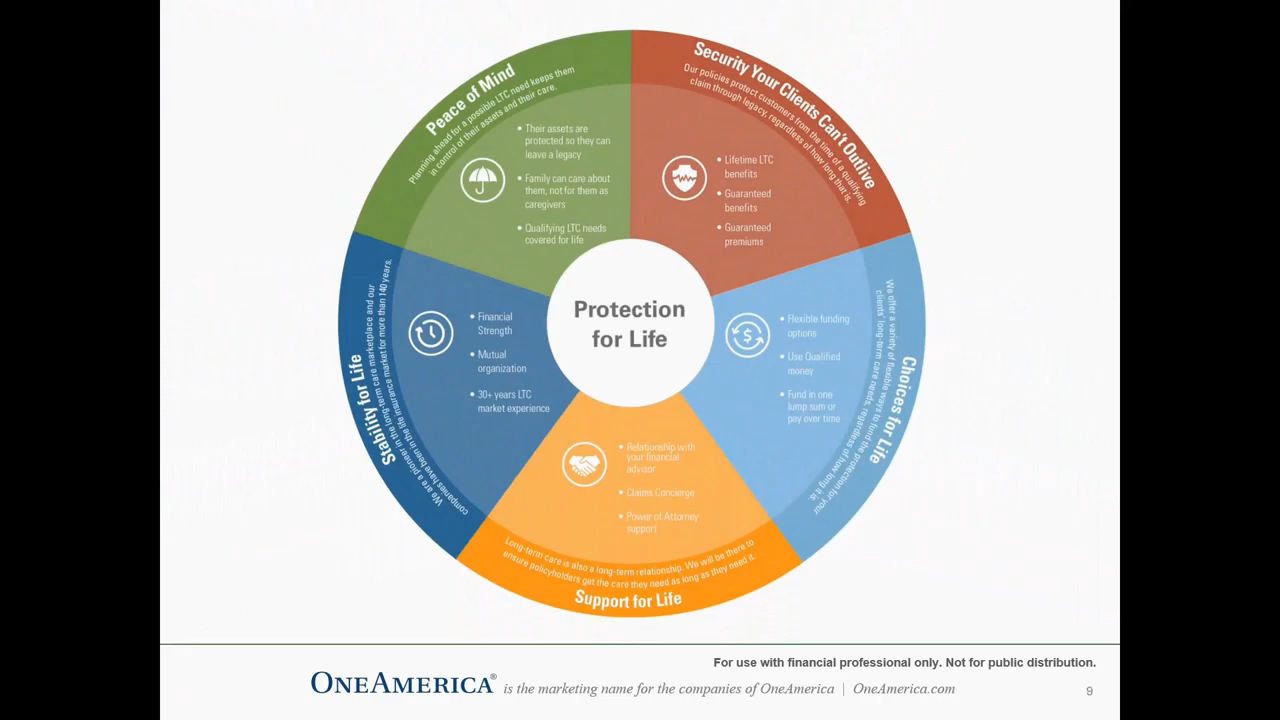 Peace of Mind
Planning ahead for a possible LTC need keeps them
in control of their assets and their care.
• Their assets are
protected so they can
leave a legacy
• Family can care about
them, not for them as
caregivers
• Qualifying LTC needs
covered for life
Security Your Clients Can't Outlive
Our policies protect customers from the time of a qualifying
claim through legacy, regardless of how long that is.
• Lifetime LTC
benefits
• Guaranteed
benefits
• Guaranteed
premiums
Choices for Life
We offer a variety of flexible ways to fund the protection for your
clients' long-term care needs, regardless of how long it is.
• Flexible funding
options
• Use Qualified
money
• Fund in one
lump sum or
pay over time
Support for Life
Long-term care is also a long-term relationship. We will be there to
ensure policyholders get the care they need as long as they need it.
• Relationship with
your financial
advisor
• Claims Concierge
• Power of Attorney
support
Stability for Life
We are a pioneer in the long-term care marketplace and our
companies have been in the life insurance market for more than 140 years.
• Financial
Strength
• Mutual
organization
• 30+ years LTC
market experience
Protection
for Life
$
For use with financial professional only. Not for public distribution.
ONEAMERICA® is the marketing name for the companies of OneAmerica | OneAmerica.com
9